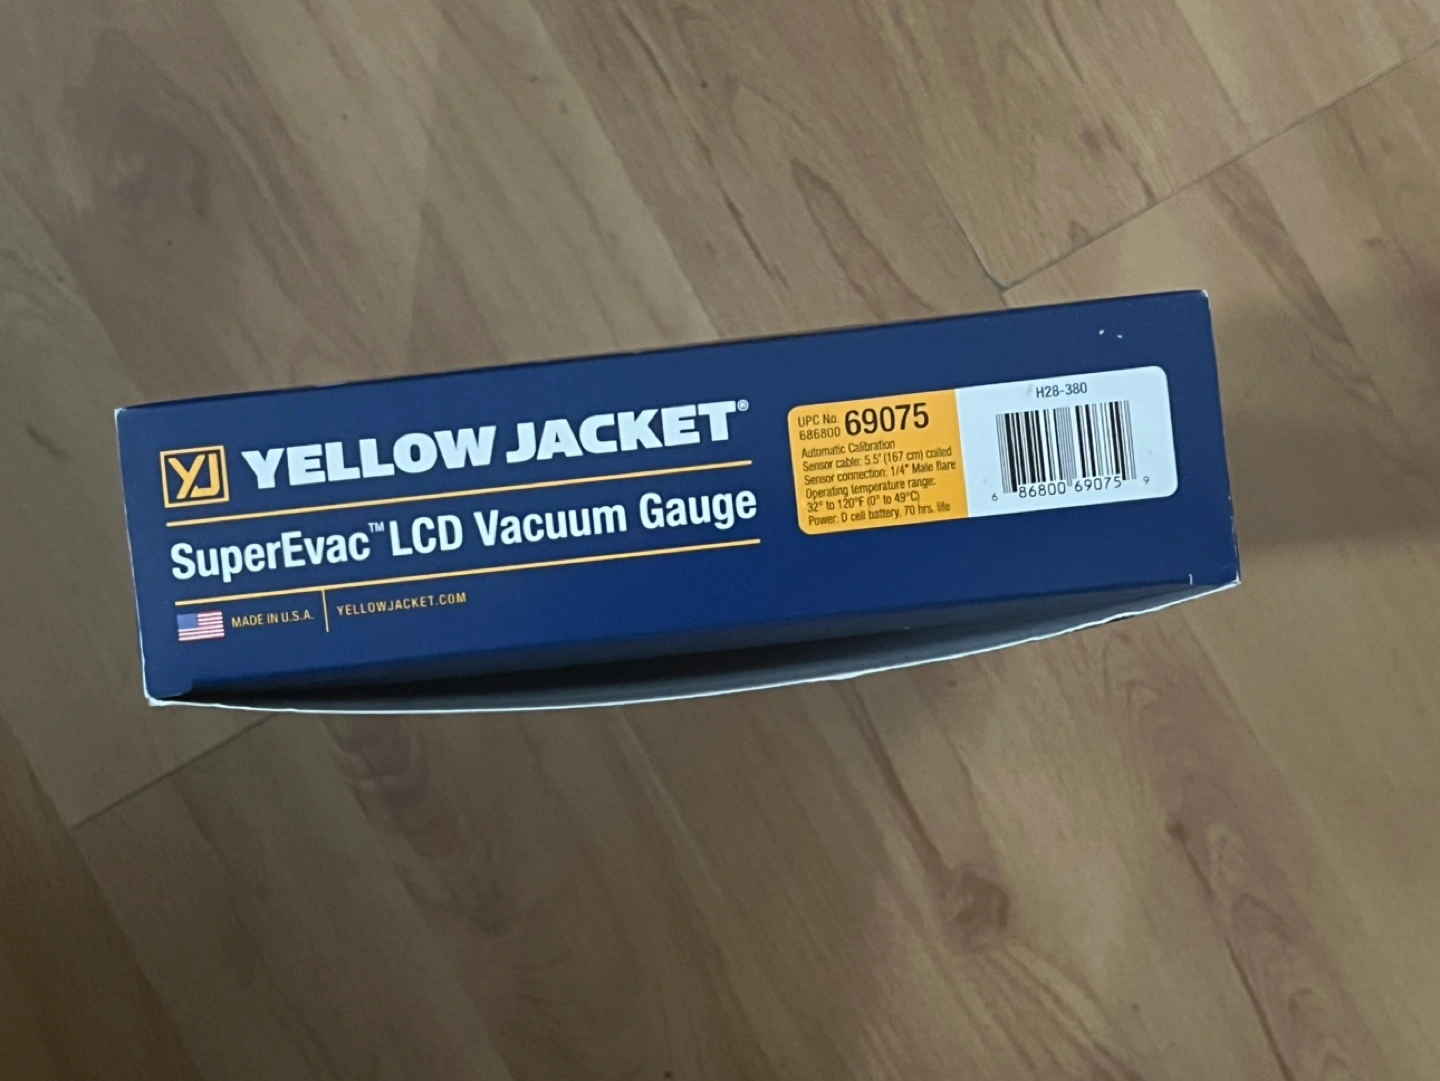 YJ YELLOW JACKET®
SuperEvac™ LCD Vacuum Gauge
MADE IN U.S.A. YELLOWJACKET.COM
UPC No.
686800 69075
Automatic Calibration
Sensor cable: 5.5' (167 cm) coiled
Sensor connection: 1/4" Male flare
Operating temperature range:
32° to 120°F (0° to 49°C)
Power: D cell battery, 70 hrs. life
H28-380
6 86800 69075 9